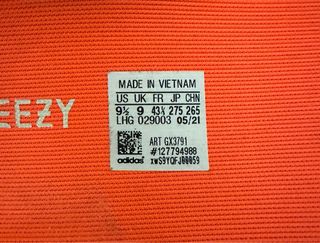 MADE IN VIETNAM
US UK FR JP CHN
9½ 9 43⅓ 275 265
LHG 029003 05/21
EEZY
ART GX3791
#127794988
adidas